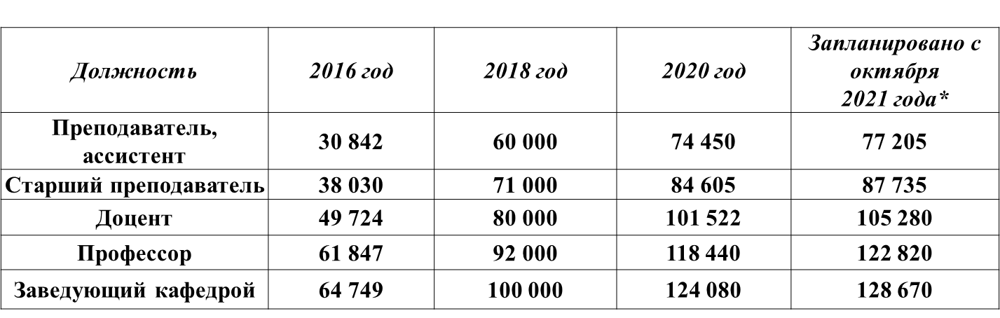 Должность 2016 год 2018 год 2020 год Запланировано с
октября
2021 года*
Преподаватель,
ассистент 30 842 60 000 74 450 77 205
Старший преподаватель 38 030 71 000 84 605 87 735
Доцент 49 724 80 000 101 522 105 280
Профессор 61 847 92 000 118 440 122 820
Заведующий кафедрой 64 749 100 000 124 080 128 670